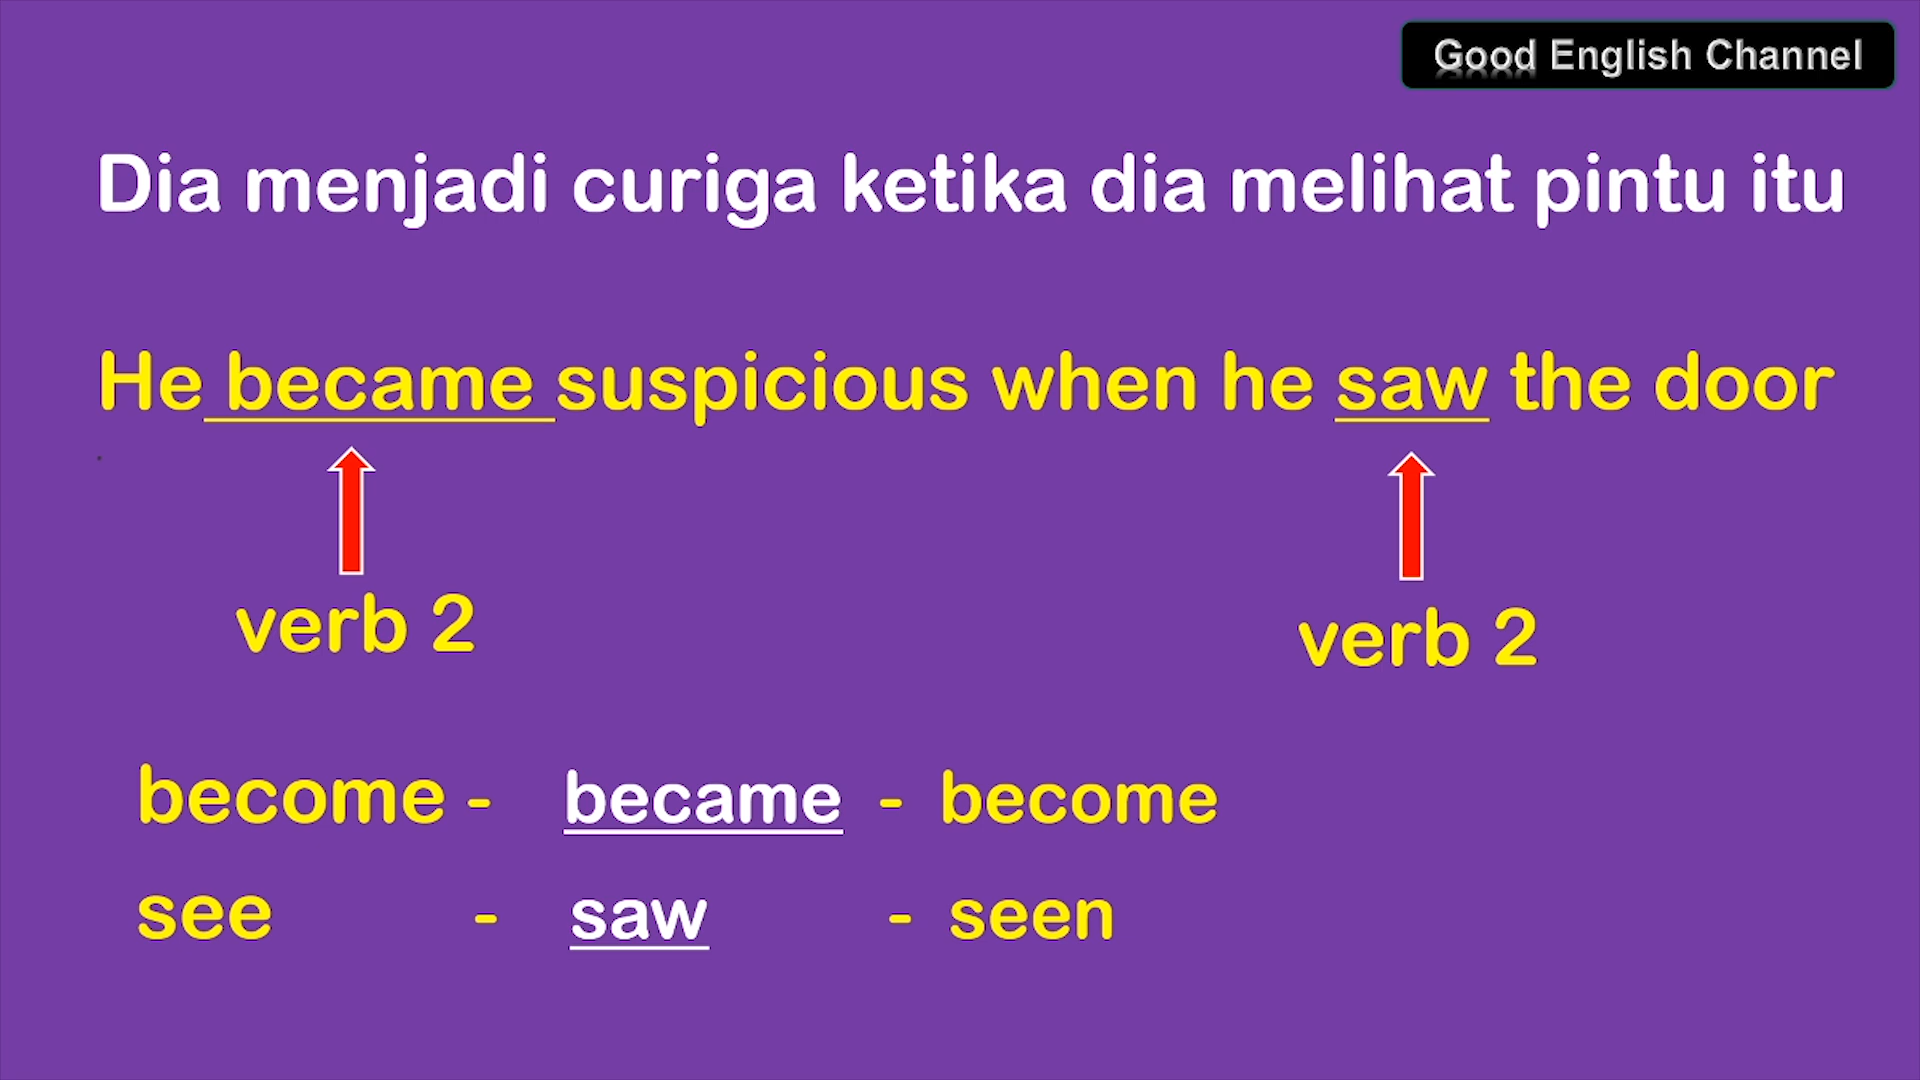 Good English Channel
Dia menjadi curiga ketika dia melihat pintu itu
He became suspicious when he saw the door
.
verb 2 verb 2
become - became - become
see - saw - seen